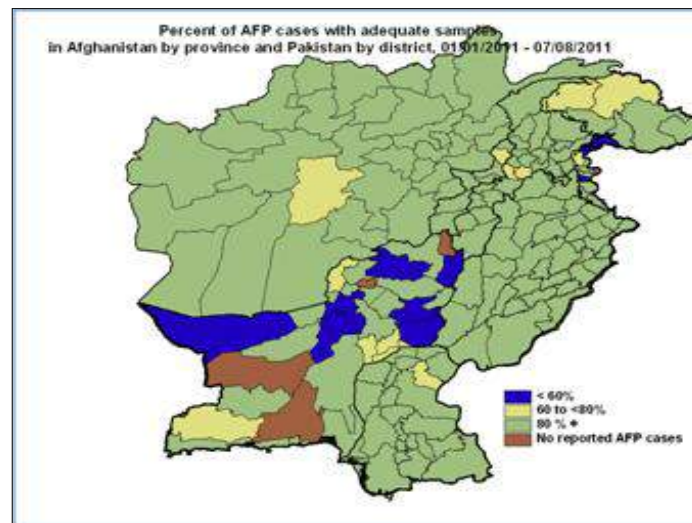 Percent of AFP cases with adequate samples
in Afghanistan by province and Pakistan by district, 01/01/2011 - 07/08/2011
< 60%
60 to <80%
80 % +
No reported AFP cases